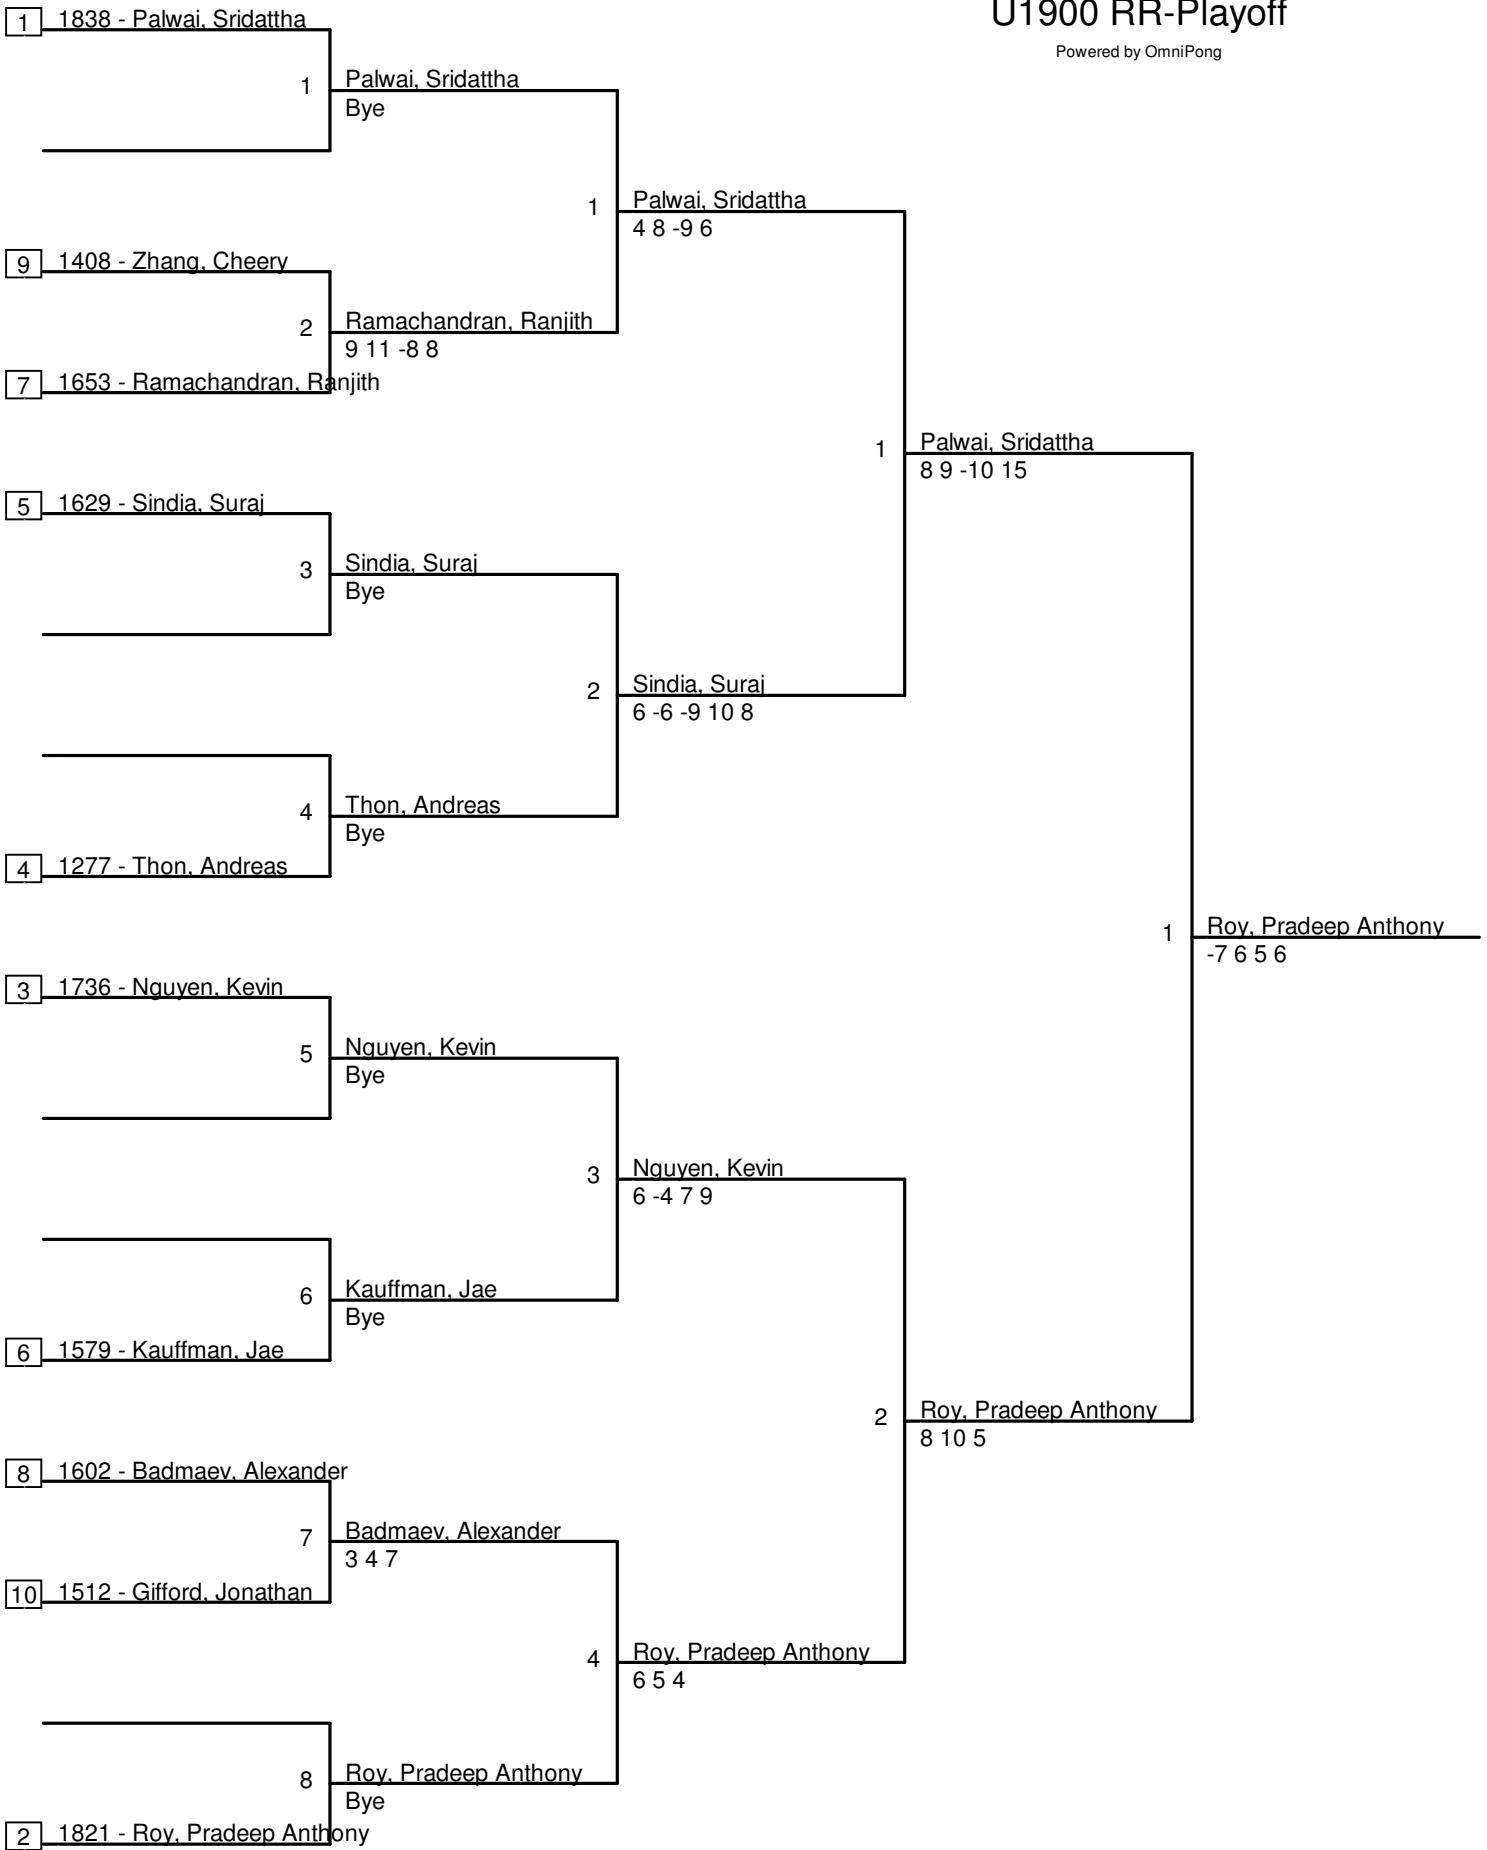 U1900 RR-Playoff
Powered by OmniPong
1 1838 - Palwai, Sridattha
1 Palwai, Sridattha
Bye
1 Palwai, Sridattha
4 8 -9 6
9 1408 - Zhang, Cheery
2 Ramachandran, Ranjith
9 11 -8 8
7 1653 - Ramachandran, Ranjith
1 Palwai, Sridattha
8 9 -10 15
5 1629 - Sindia, Suraj
3 Sindia, Suraj
Bye
2 Sindia, Suraj
6 -6 -9 10 8
4 Thon, Andreas
Bye
4 1277 - Thon, Andreas
1 Roy, Pradeep Anthony
-7 6 5 6
3 1736 - Nguyen, Kevin
5 Nguyen, Kevin
Bye
3 Nguyen, Kevin
6 -4 7 9
6 Kauffman, Jae
Bye
6 1579 - Kauffman, Jae
2 Roy, Pradeep Anthony
8 10 5
8 1602 - Badmaev, Alexander
7 Badmaev, Alexander
3 4 7
10 1512 - Gifford, Jonathan
4 Roy, Pradeep Anthony
6 5 4
8 Roy, Pradeep Anthony
Bye
2 1821 - Roy, Pradeep Anthony